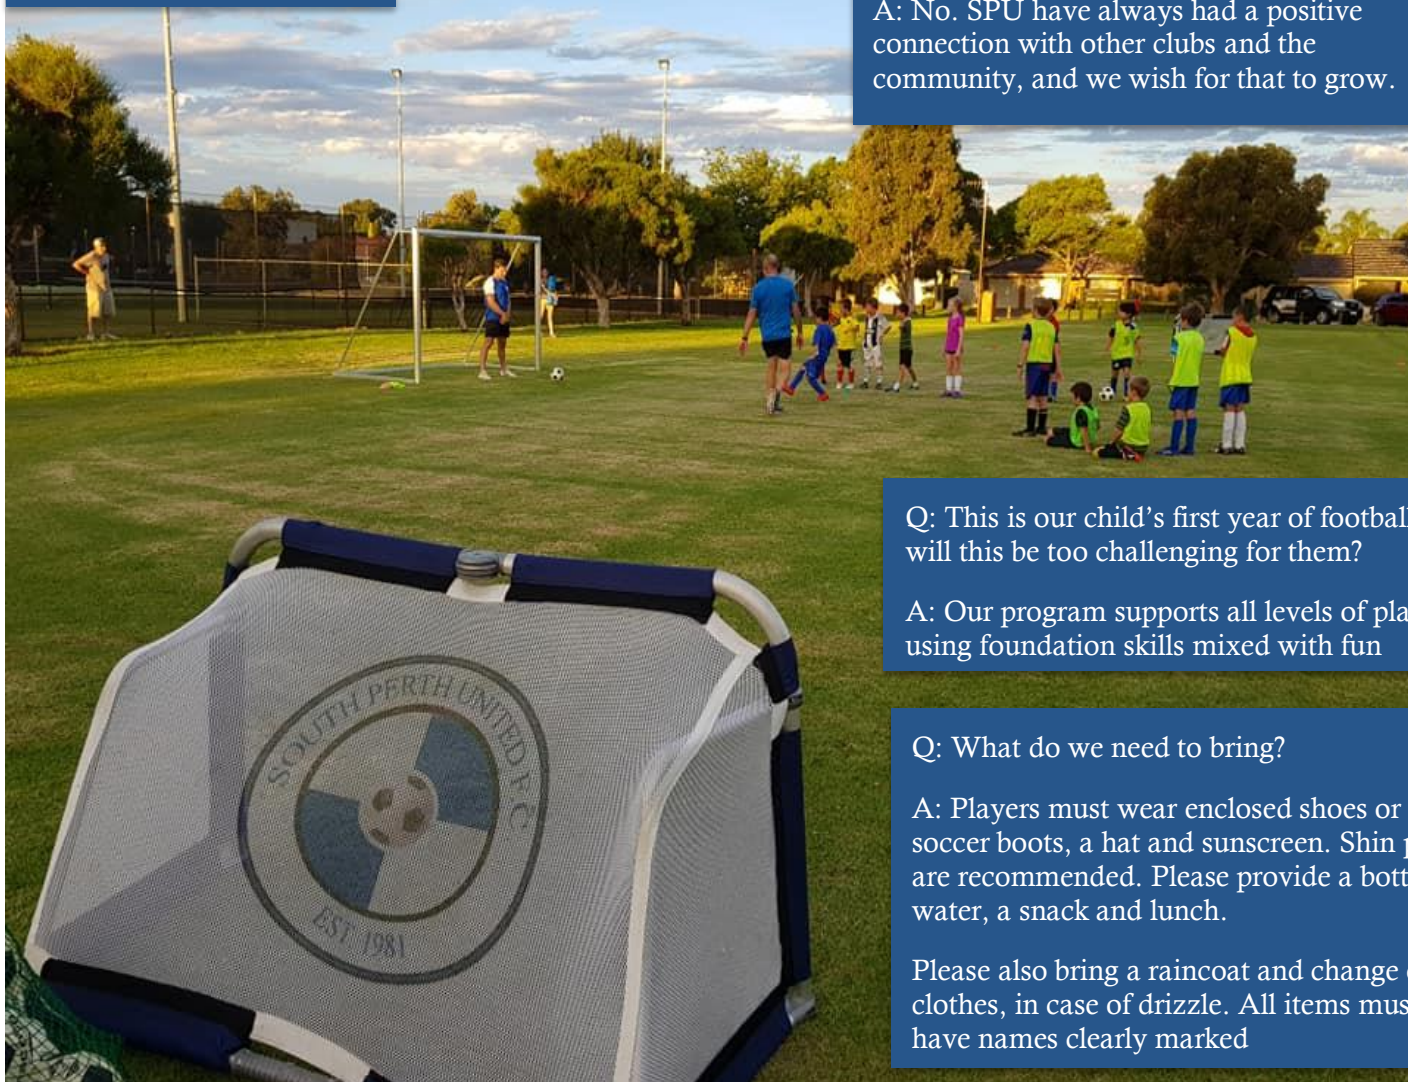 A: No. SPU have always had a positive
connection with other clubs and the
community, and we wish for that to grow.
Q: This is our child's first year of football
will this be too challenging for them?
A: Our program supports all levels of
using foundation skills mixed with fun
SOUTH PERTH UNITED FC
EST 1981
Q: What do we need to bring?
A: Players must wear enclosed shoes or
soccer boots, a hat and sunscreen. Shin
are recommended. Please provide a
water, a snack and lunch.
Please also bring a raincoat and change
clothes, in case of drizzle. All items
have names clearly marked